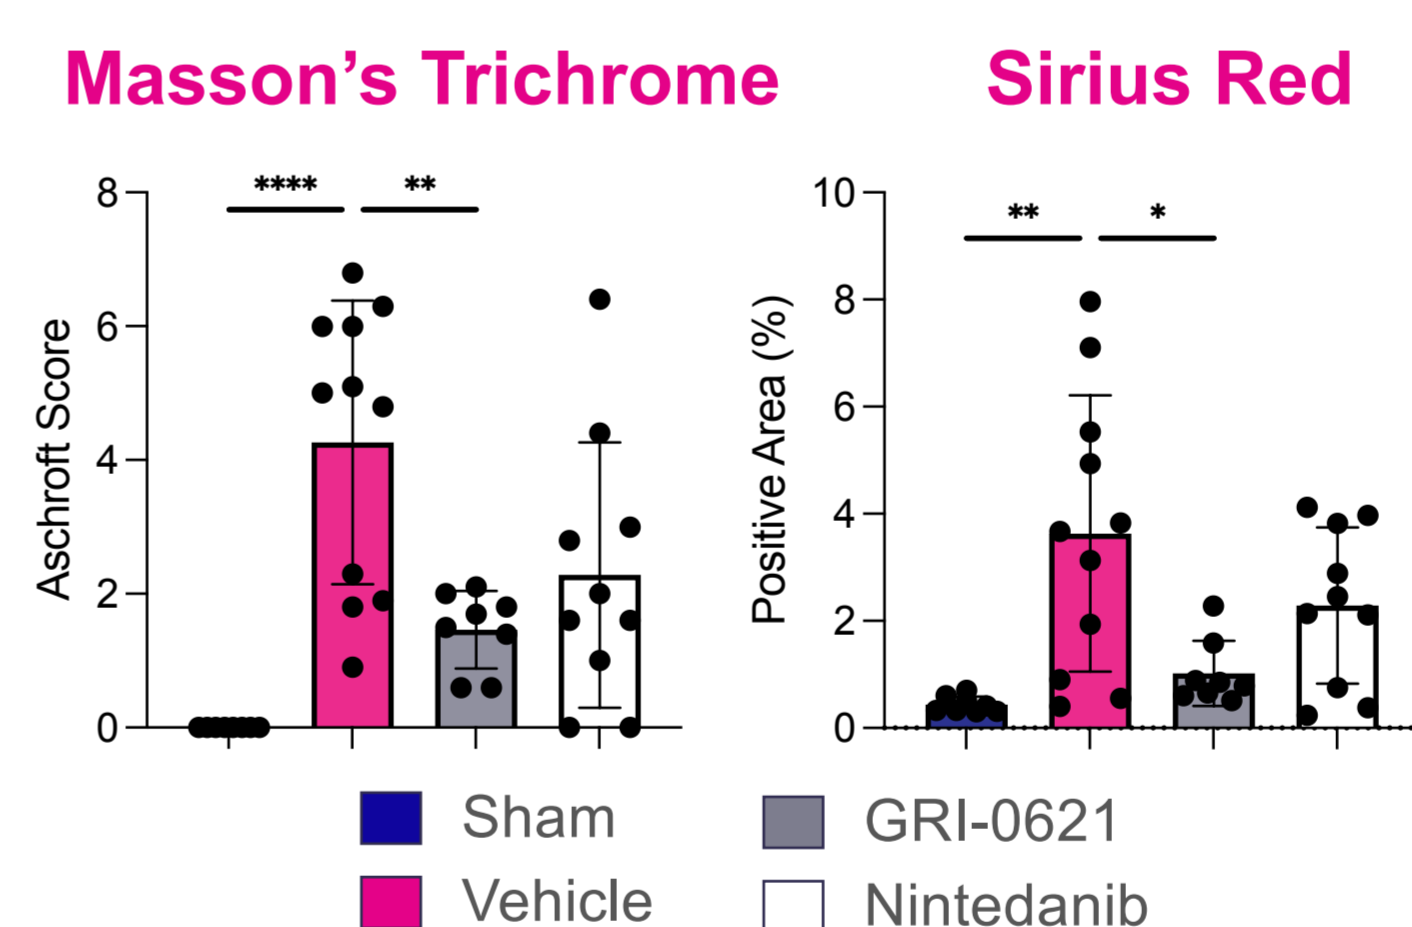 Masson's Trichrome
Sirius Red
Aschroft Score
8
6
4
2
0
**** **
Positive Area (%)
10
8
6
4
2
0
** *
Sham
GRI-0621
Vehicle
Nintedanib